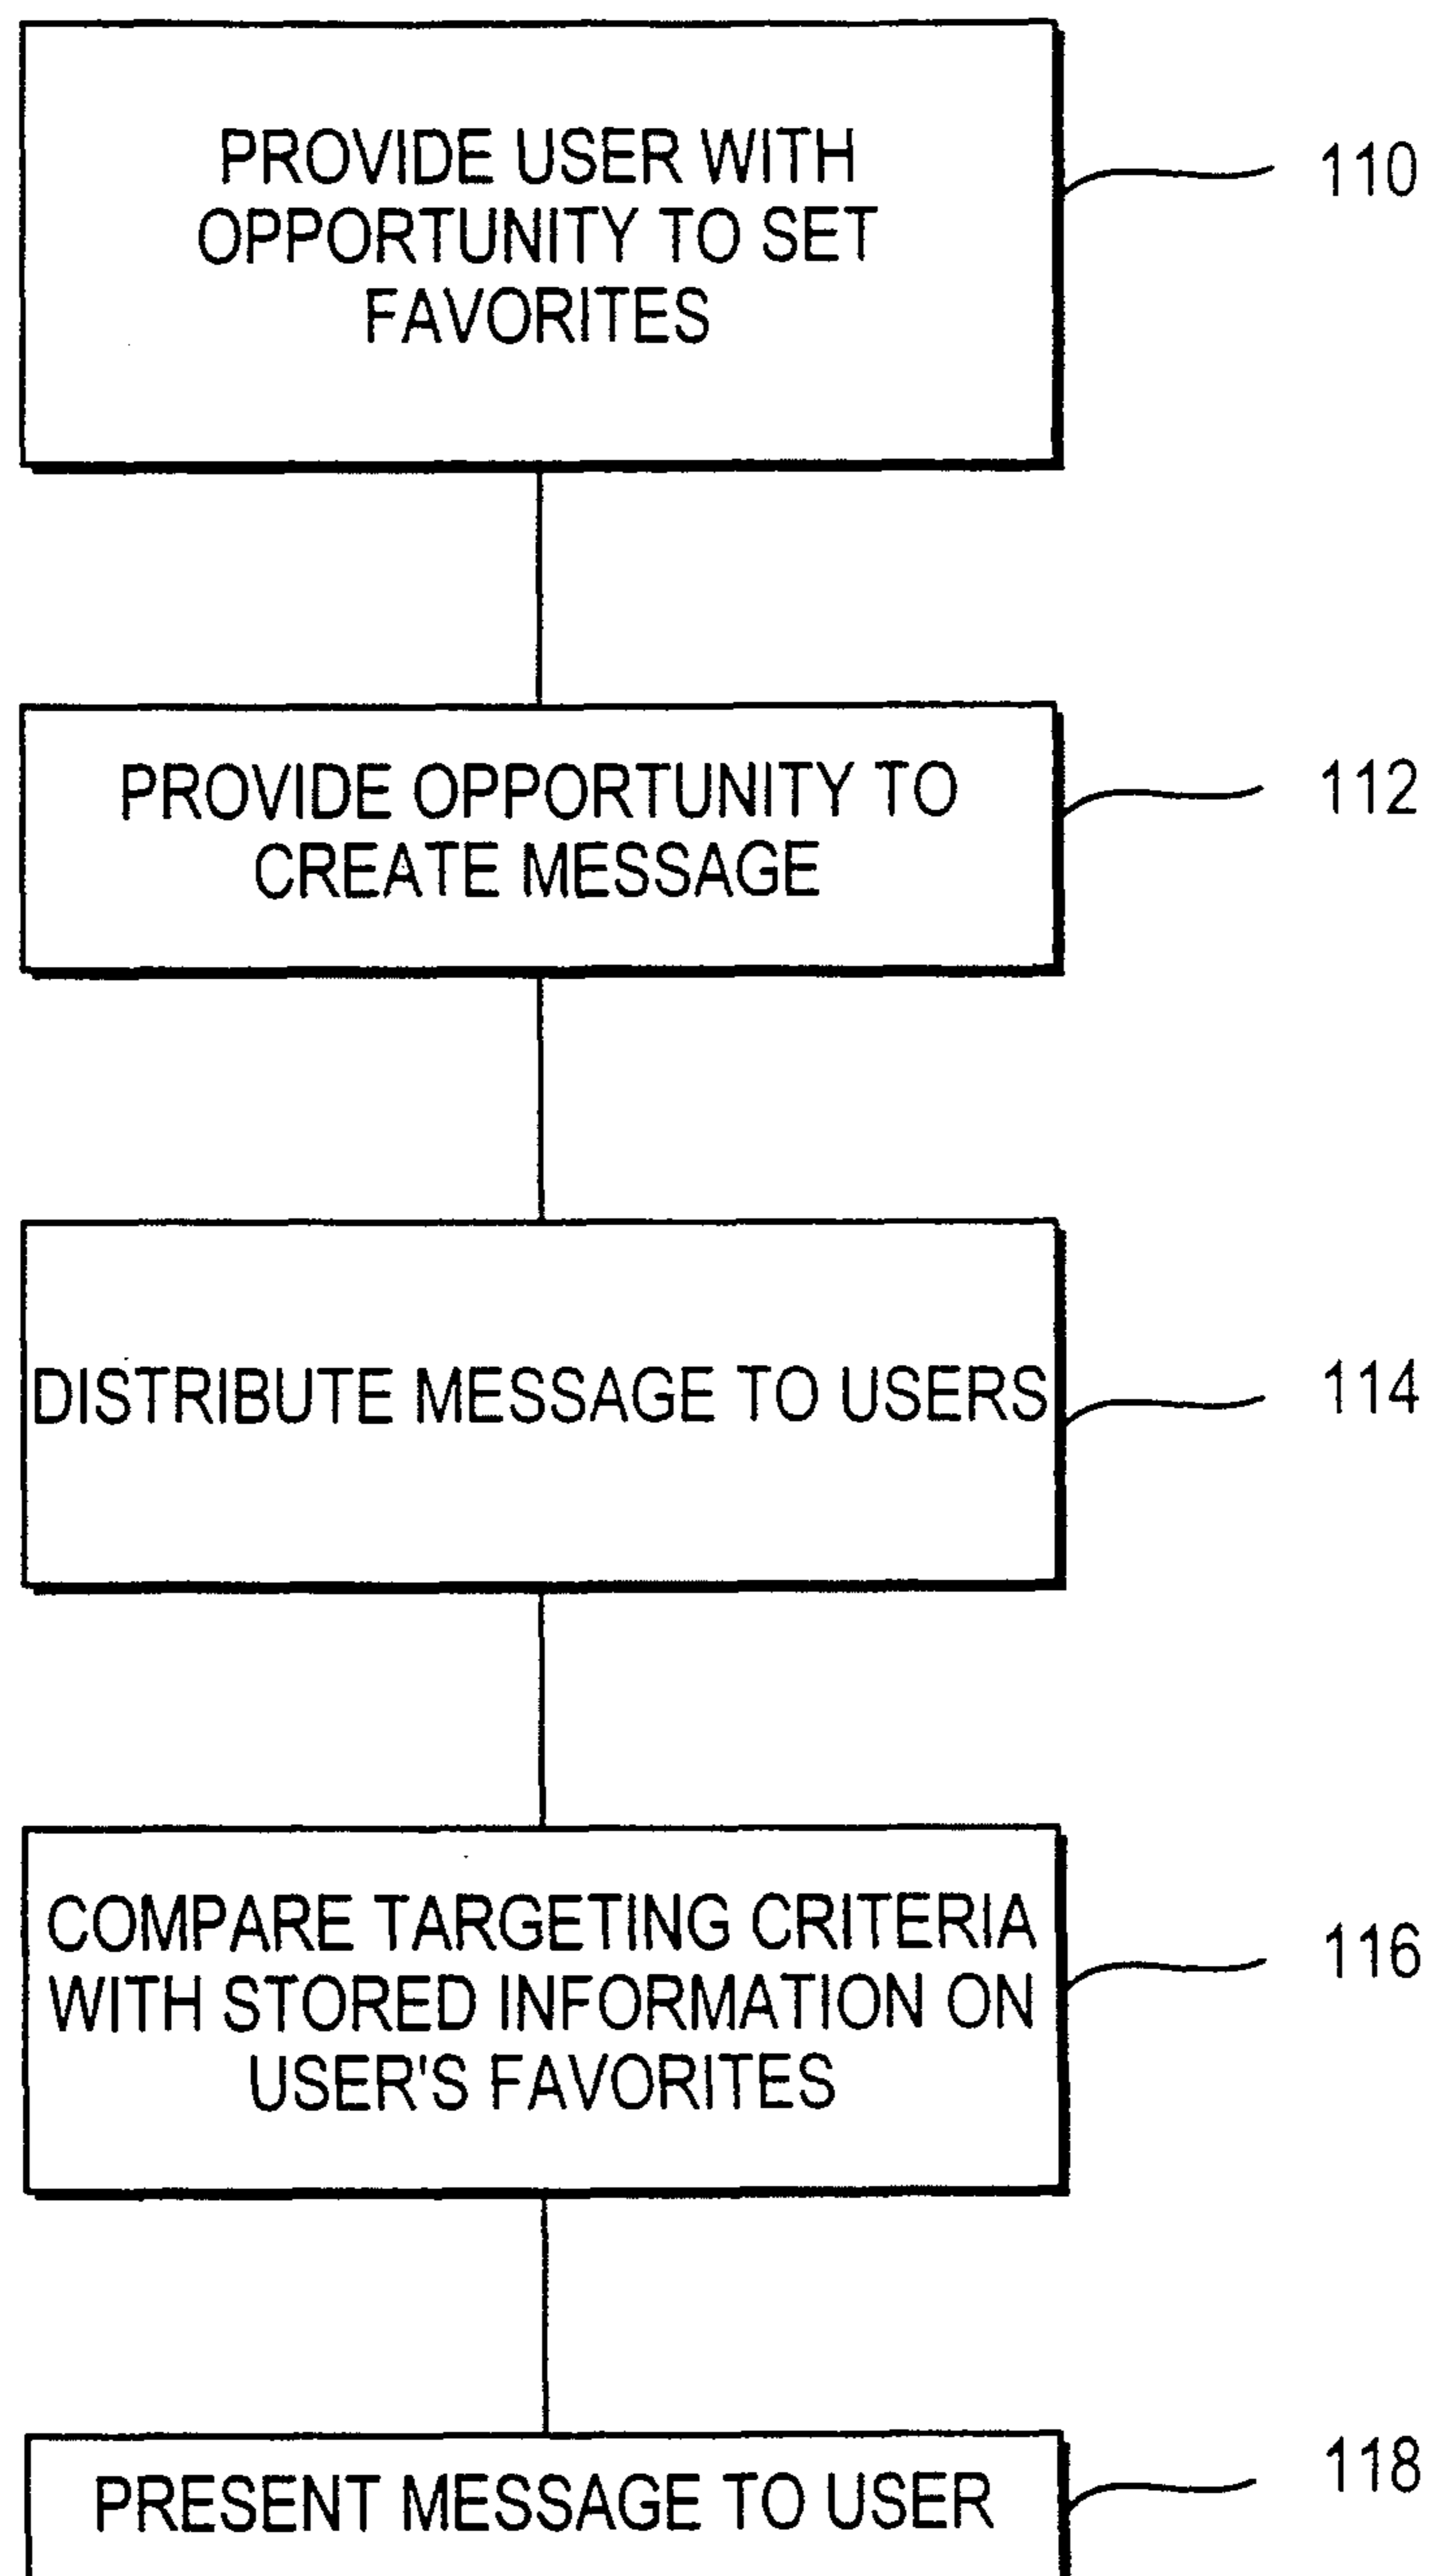 PROVIDE USER WITH
OPPORTUNITY TO SET
FAVORITES
110
PROVIDE OPPORTUNITY TO
CREATE MESSAGE
112
DISTRIBUTE MESSAGE TO USERS
114
COMPARE TARGETING CRITERIA
WITH STORED INFORMATION ON
USER'S FAVORITES
116
PRESENT MESSAGE TO USER
118